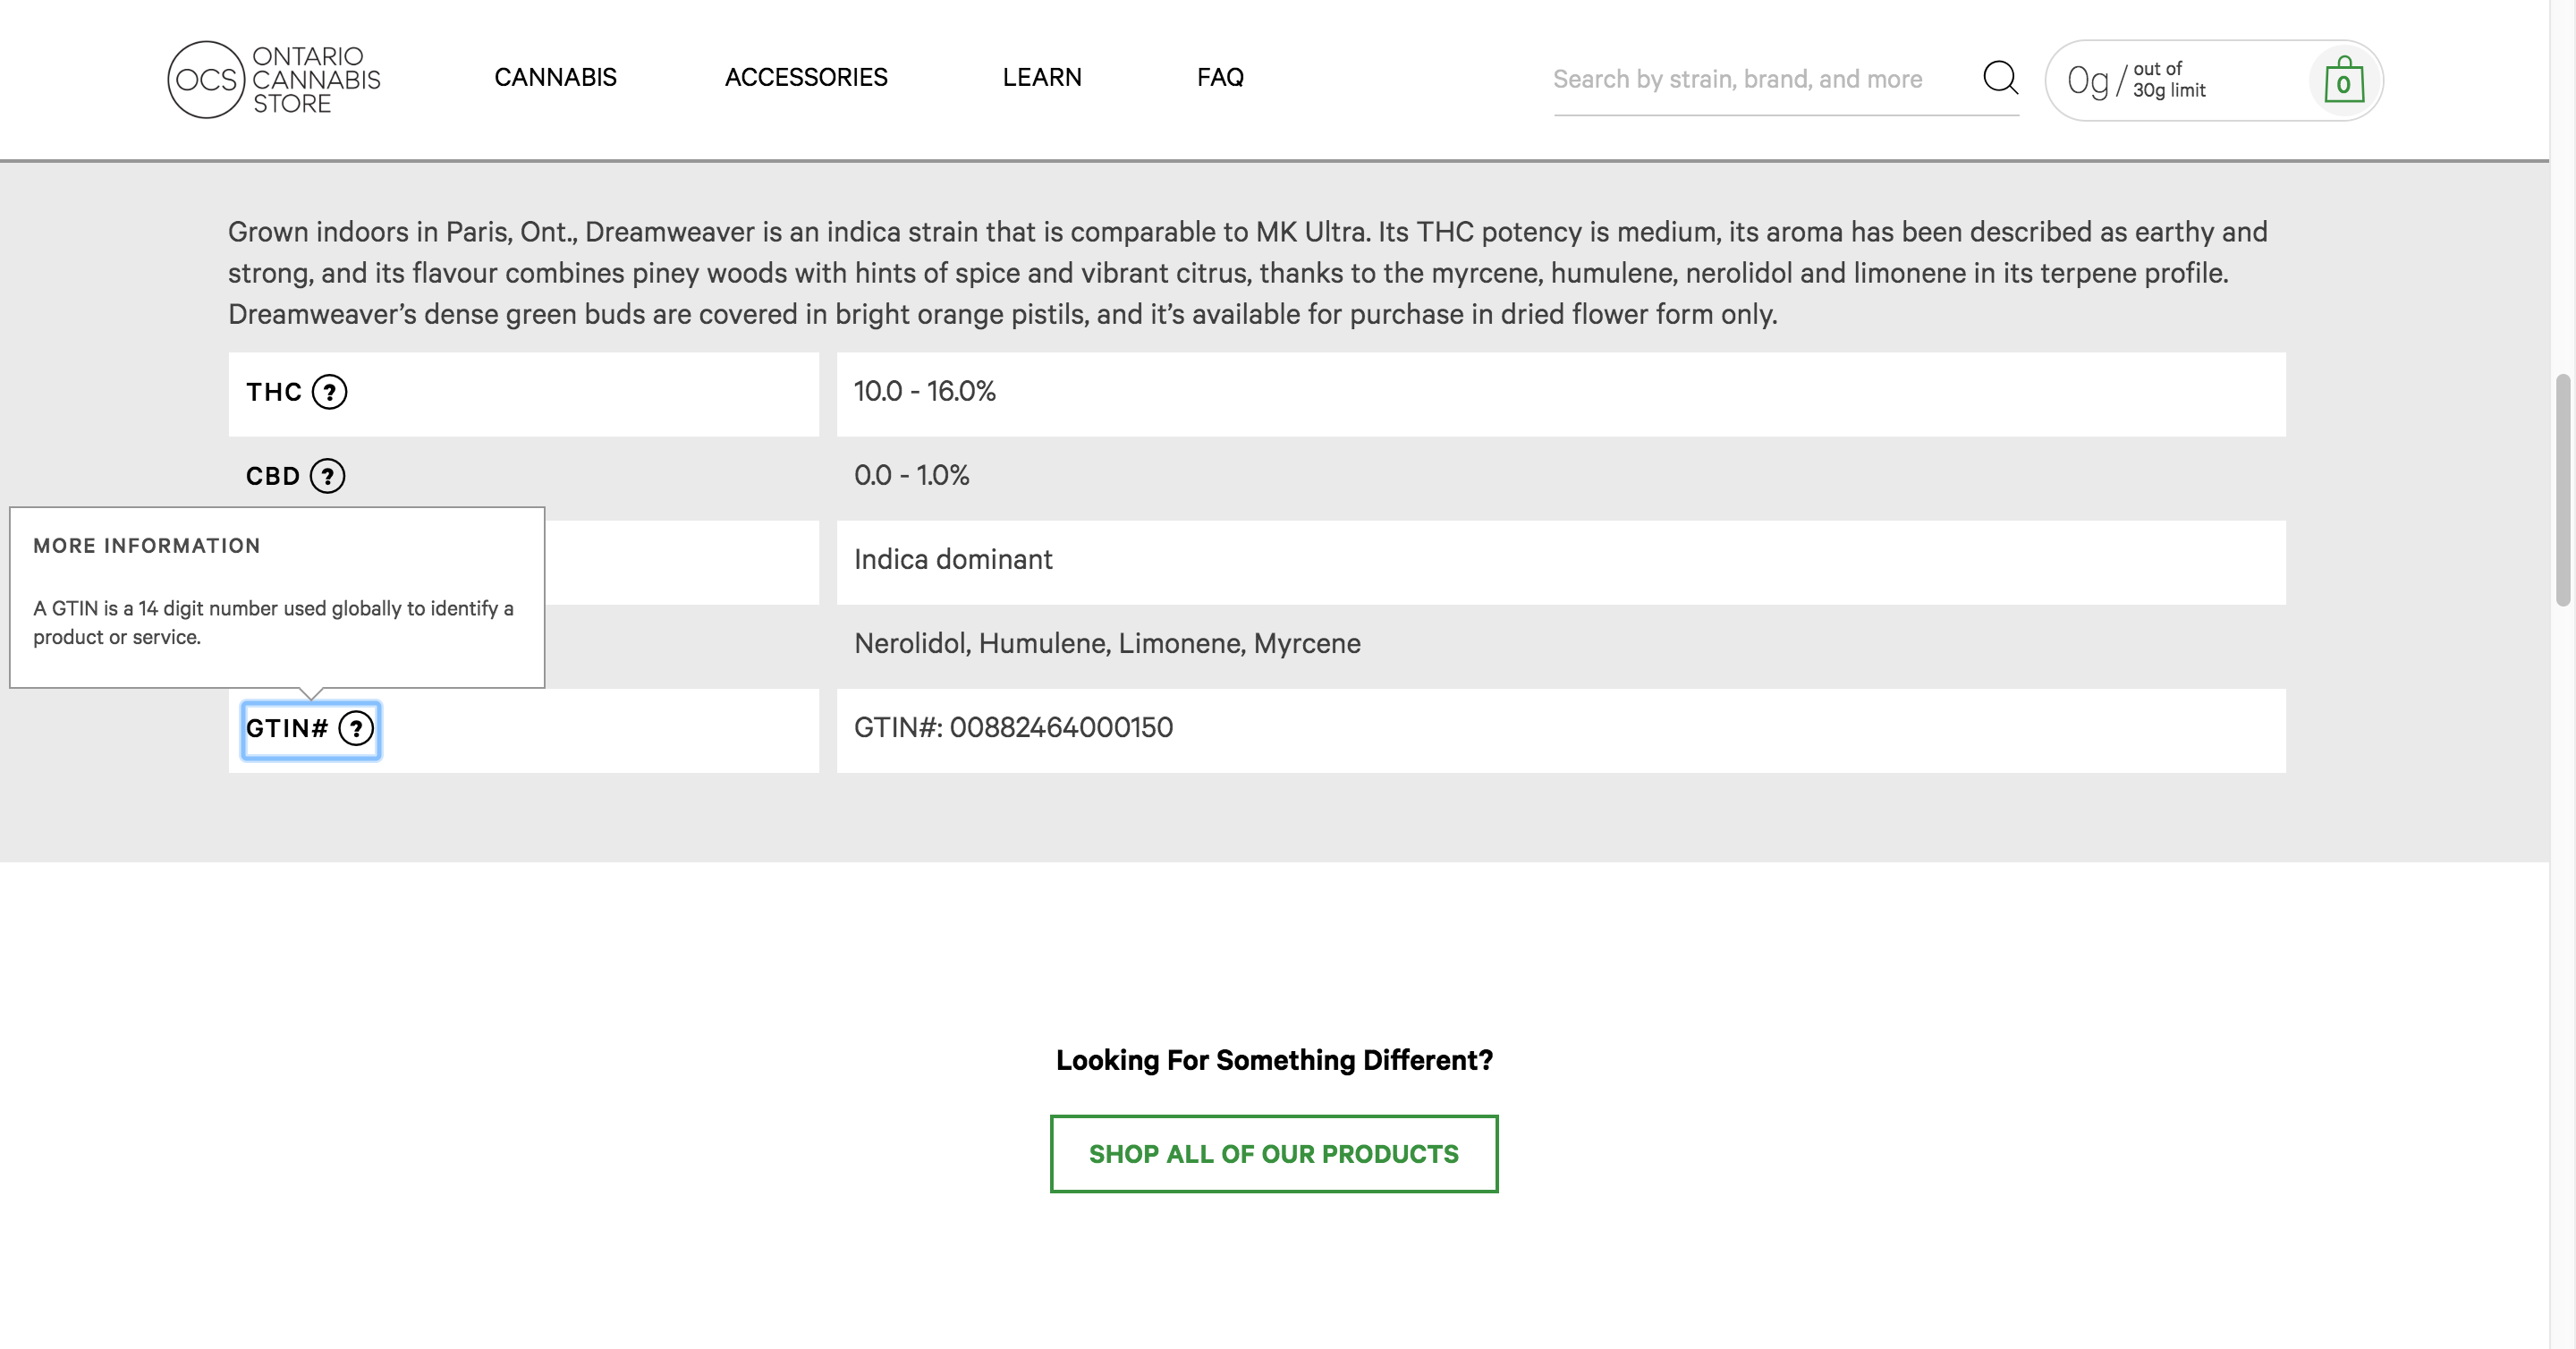 OCS
ONTARIO
CANNABIS
STORE
CANNABIS
ACCESSORIES
LEARN
FAQ
Search by strain, brand, and more
0g / out of
30g limit
0
Grown indoors in Paris, Ont., Dreamweaver is an indica strain that is comparable to MK Ultra. Its THC potency is medium, its aroma has been described as earthy and
strong, and its flavour combines piney woods with hints of spice and vibrant citrus, thanks to the myrcene, humulene, nerolidol and limonene in its terpene profile.
Dreamweaver’s dense green buds are covered in bright orange pistils, and it’s available for purchase in dried flower form only.
THC ? 10.0 - 16.0%
CBD ? 0.0 - 1.0%
MORE INFORMATION
A GTIN is a 14 digit number used globally to identify a
product or service.
Indica dominant
Nerolidol, Humulene, Limonene, Myrcene
GTIN# ? GTIN#: 00882464000150
Looking For Something Different?
SHOP ALL OF OUR PRODUCTS